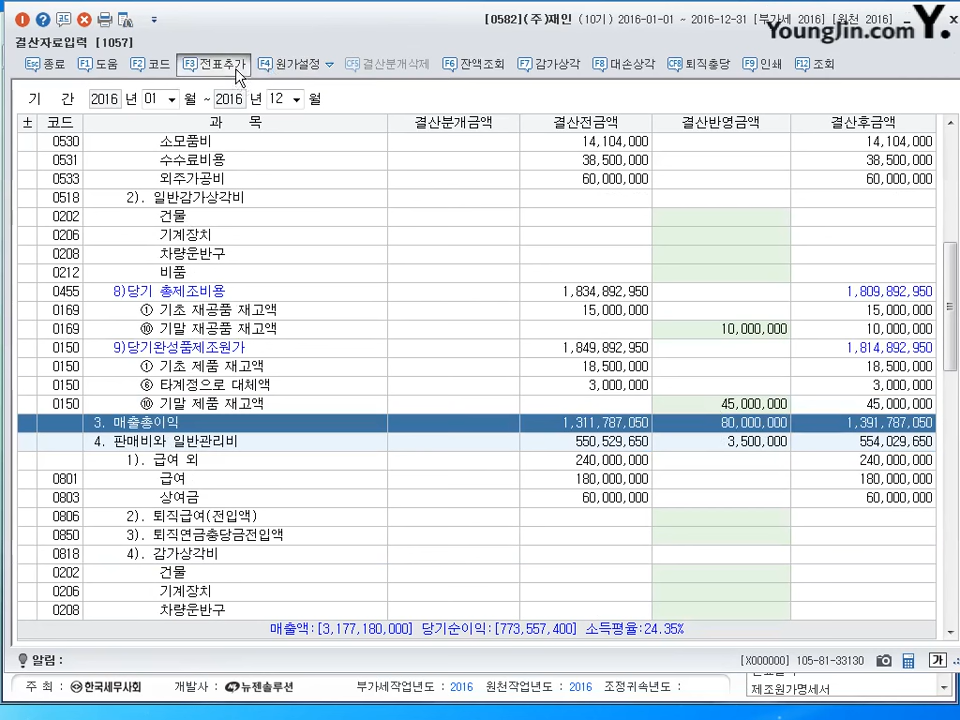 [0582](주)재인 (10기) 2016-01-01 ~ 2016-12-31 [부가세 2016] [원천 2016]
YoungJin.com Y.
결산자료입력 [1057]
Esc 종료 F1 도움 F2 코드 F3 전표추가 F4 원가설정 CF5 결산분개삭제 F6 잔액조회 F7 감가상각 F8 대손상각 CF8 퇴직충당 F9 인쇄 F12 조회
기 간 2016 년 01 월 ~ 2016 년 12 월
± 코드 과 목 결산분개금액 결산전금액 결산반영금액 결산후금액
0530 소모품비 14,104,000 14,104,000
0531 수수료비용 38,500,000 38,500,000
0533 외주가공비 60,000,000 60,000,000
0518 2). 일반감가상각비
0202 건물
0206 기계장치
0208 차량운반구
0212 비품
0455 8)당기 총제조비용 1,834,892,950 1,809,892,950
0169 ① 기초 재공품 재고액 15,000,000 15,000,000
0169 ⑩ 기말 재공품 재고액 10,000,000 10,000,000
0150 9)당기완성품제조원가 1,849,892,950 1,814,892,950
0150 ① 기초 제품 재고액 18,500,000 18,500,000
0150 ⑥ 타계정으로 대체액 3,000,000 3,000,000
0150 ⑩ 기말 제품 재고액 45,000,000 45,000,000
3. 매출총이익 1,311,787,050 80,000,000 1,391,787,050
4. 판매비와 일반관리비 550,529,650 3,500,000 554,029,650
1). 급여 외 240,000,000 240,000,000
0801 급여 180,000,000 180,000,000
0803 상여금 60,000,000 60,000,000
0806 2). 퇴직급여(전입액)
0850 3). 퇴직연금충당금전입액
0818 4). 감가상각비
0202 건물
0206 기계장치
0208 차량운반구
매출액:[3,177,180,000] 당기순이익:[773,557,400] 소득평률:24.35%
알림 : [X000000] 105-81-33130 가
주 최 : 한국세무사회 개발사 : 뉴젠솔루션 부가세작업년도 : 2016 원천작업년도 : 2016 조정귀속년도 :
제조원가명세서